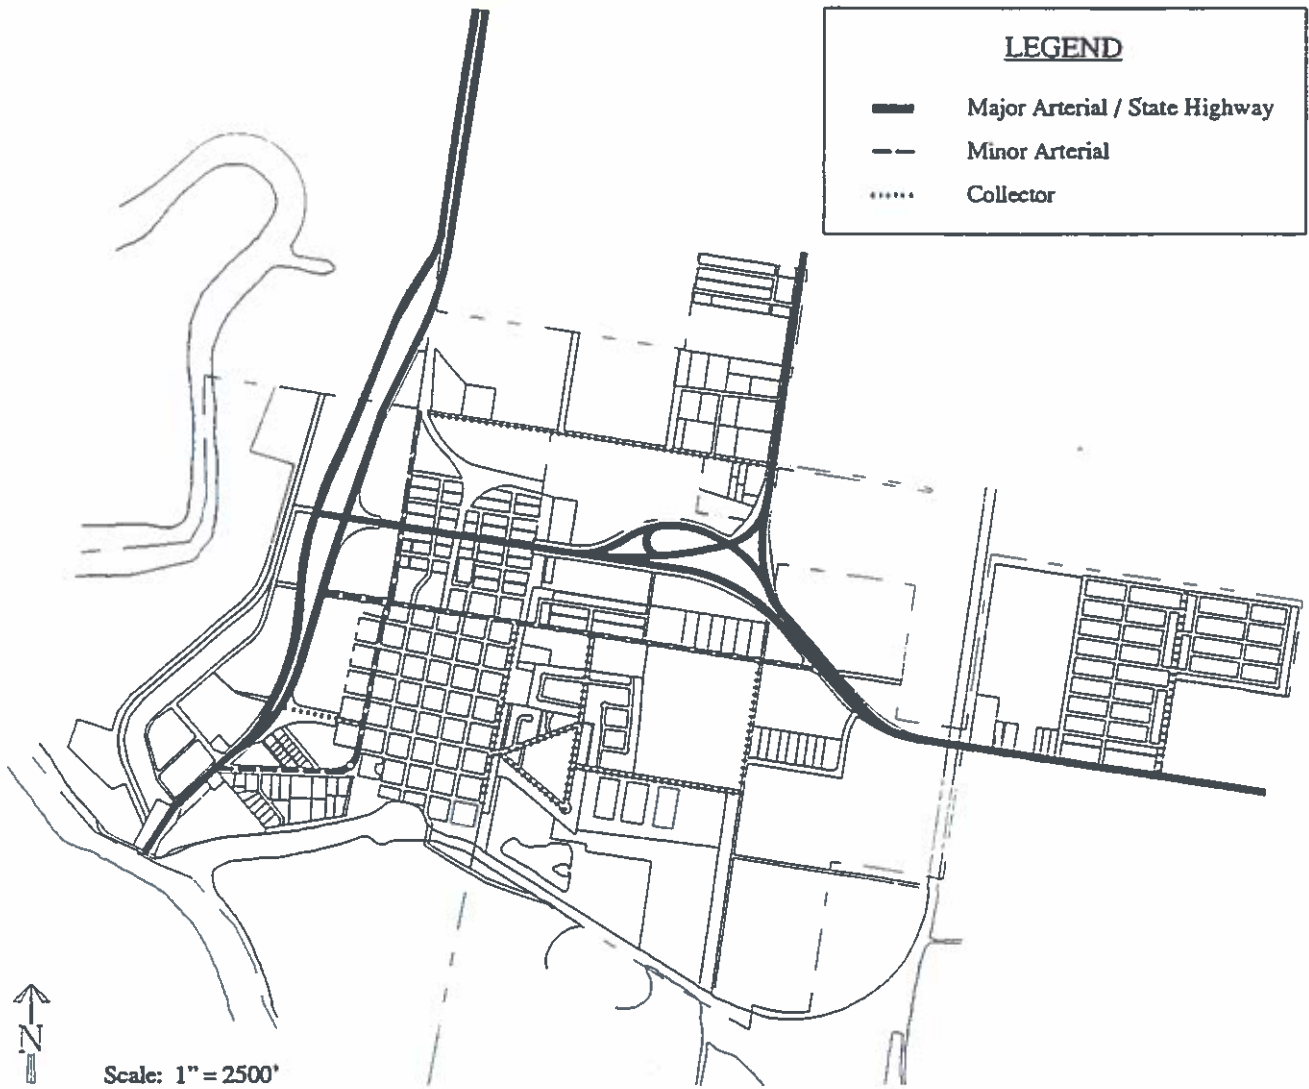 LEGEND
Major Arterial / State Highway
Minor Arterial
Collector
N
Scale: 1" = 2500'